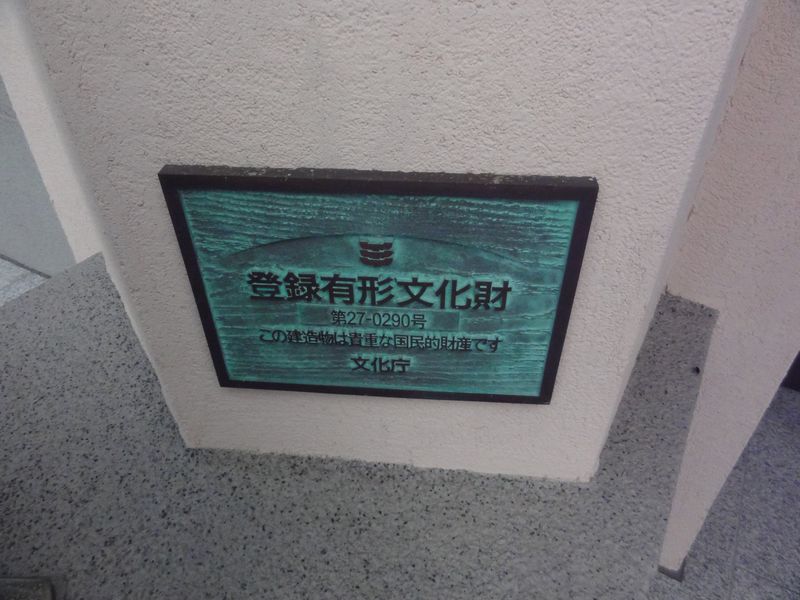 登録有形文化財
第27-0290号
この建造物は貴重な国民的財産です
文化庁